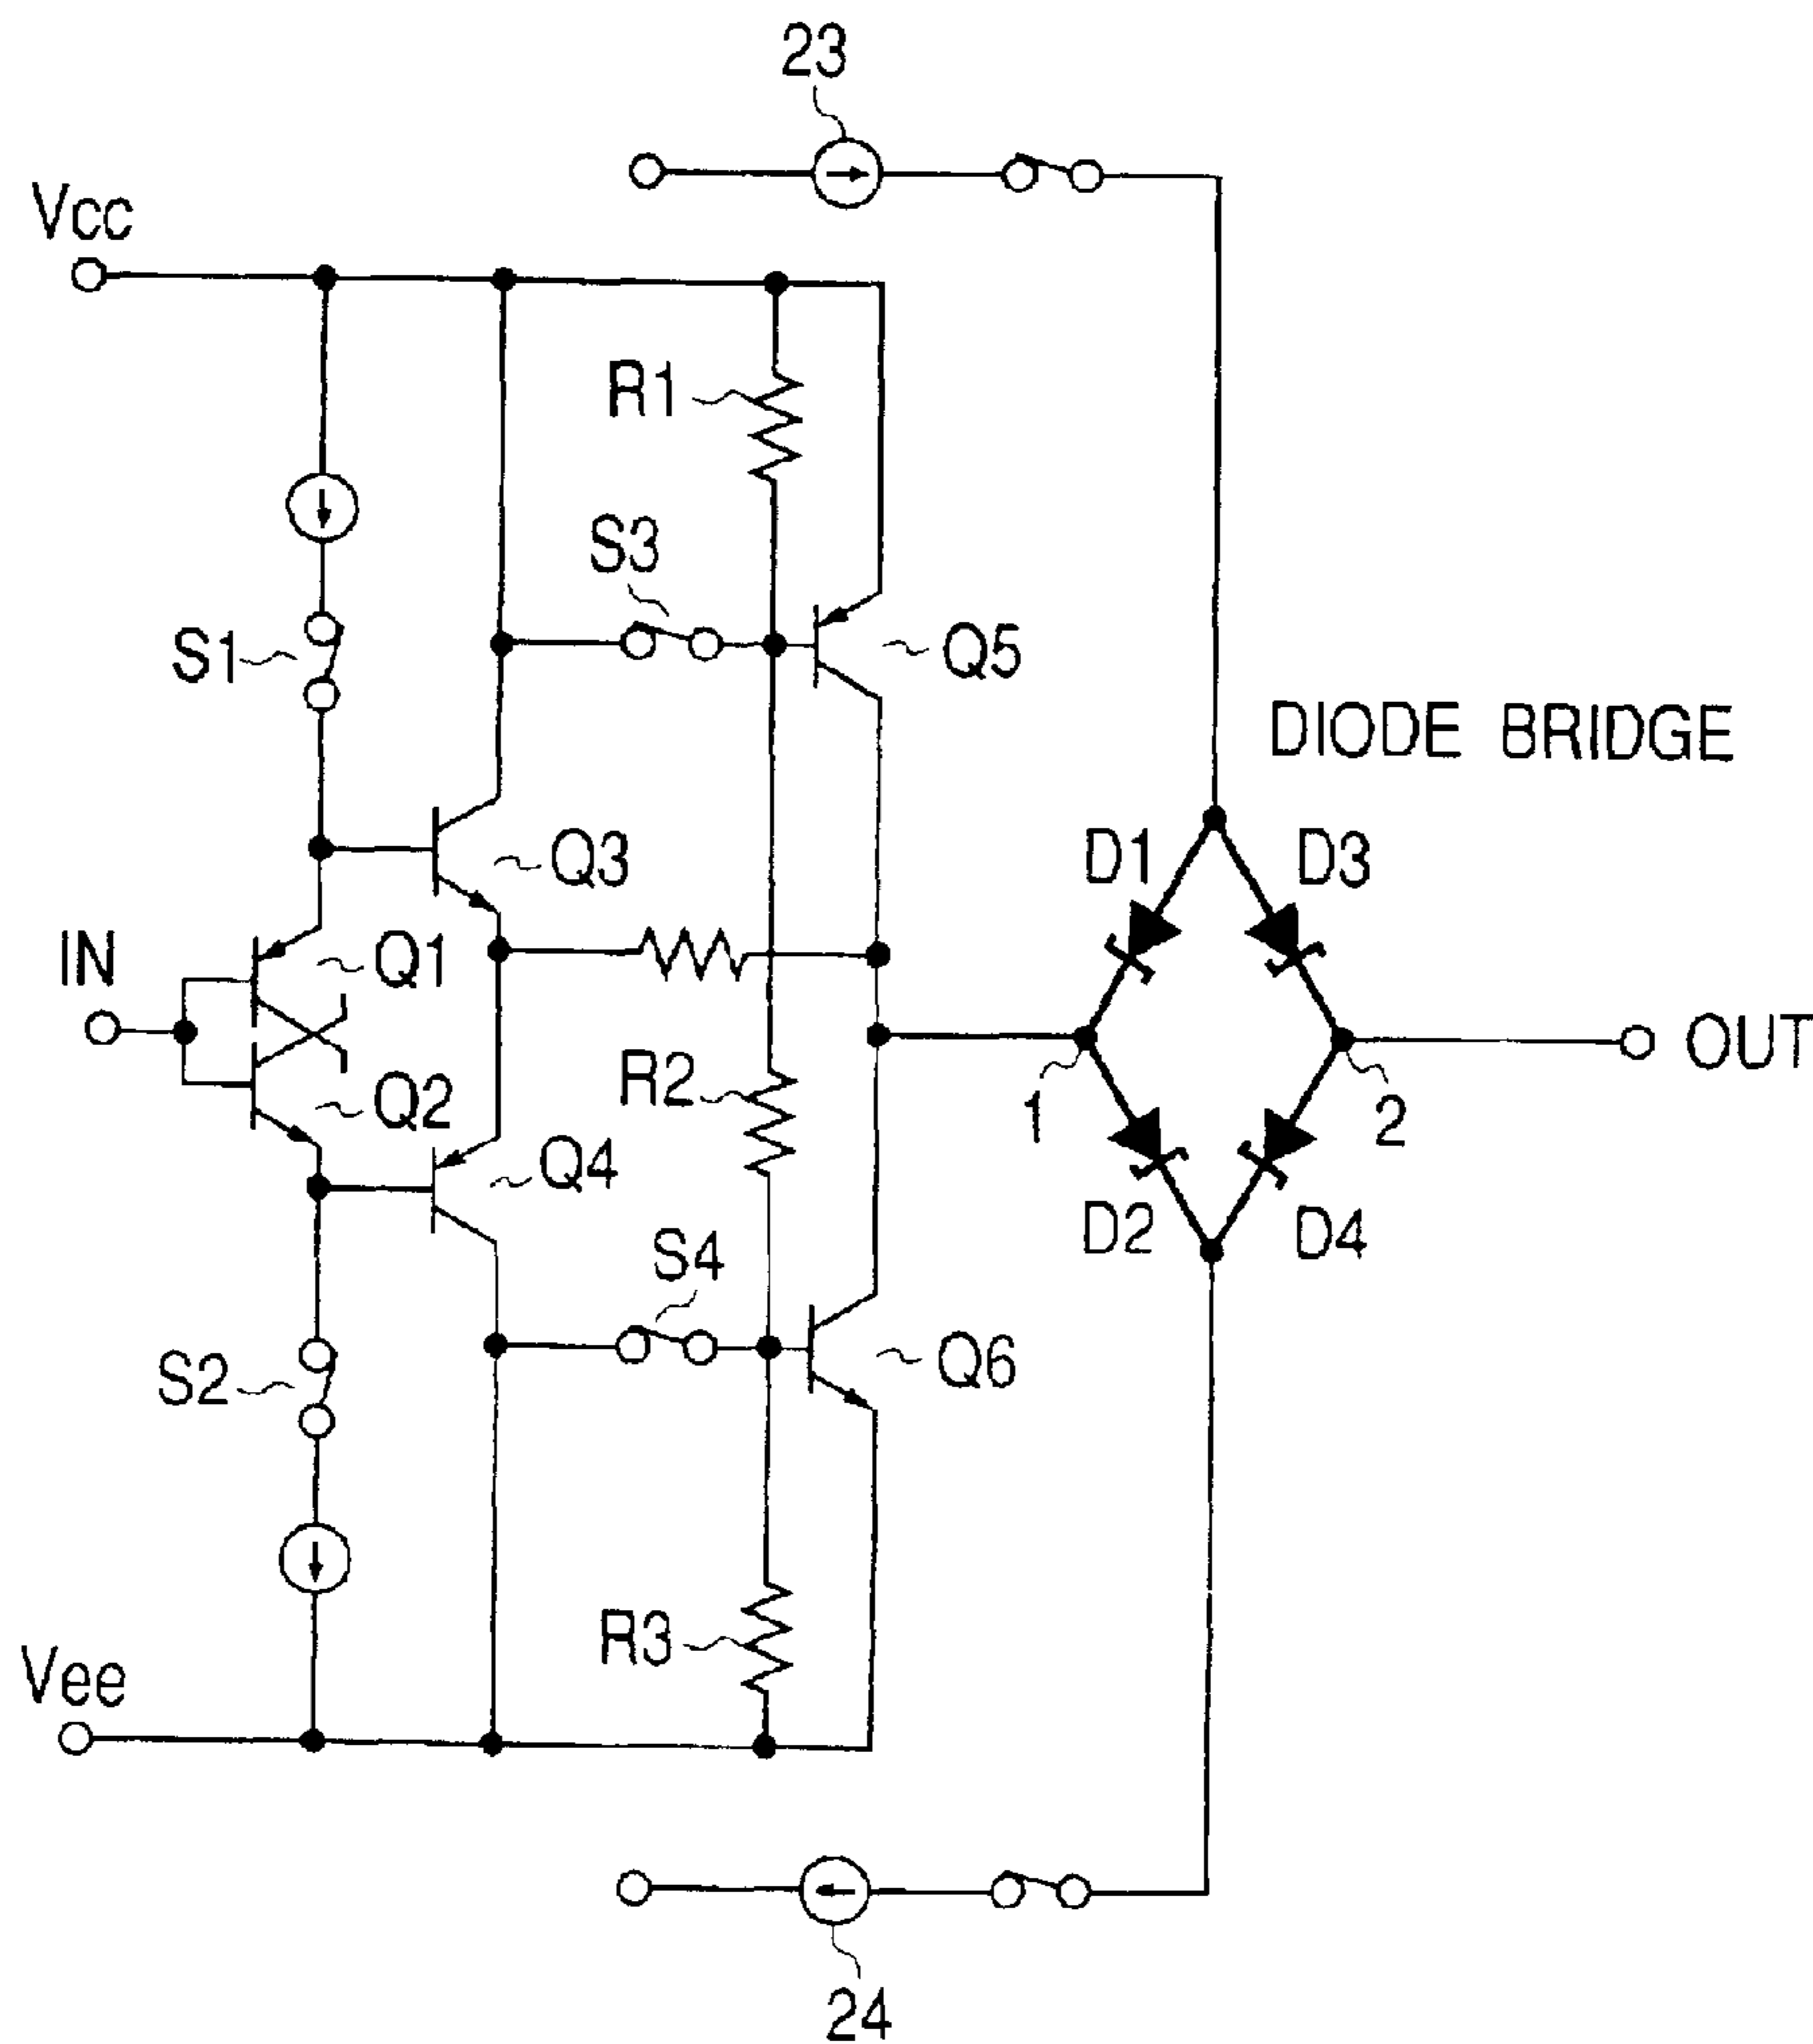 23
Vcc
R1
S3
S1
Q5
DIODE BRIDGE
D1
D3
Q3
IN
Q1
R2
OUT
Q2
1
2
Q4
D2
D4
S4
S2
Q6
R3
Vee
24